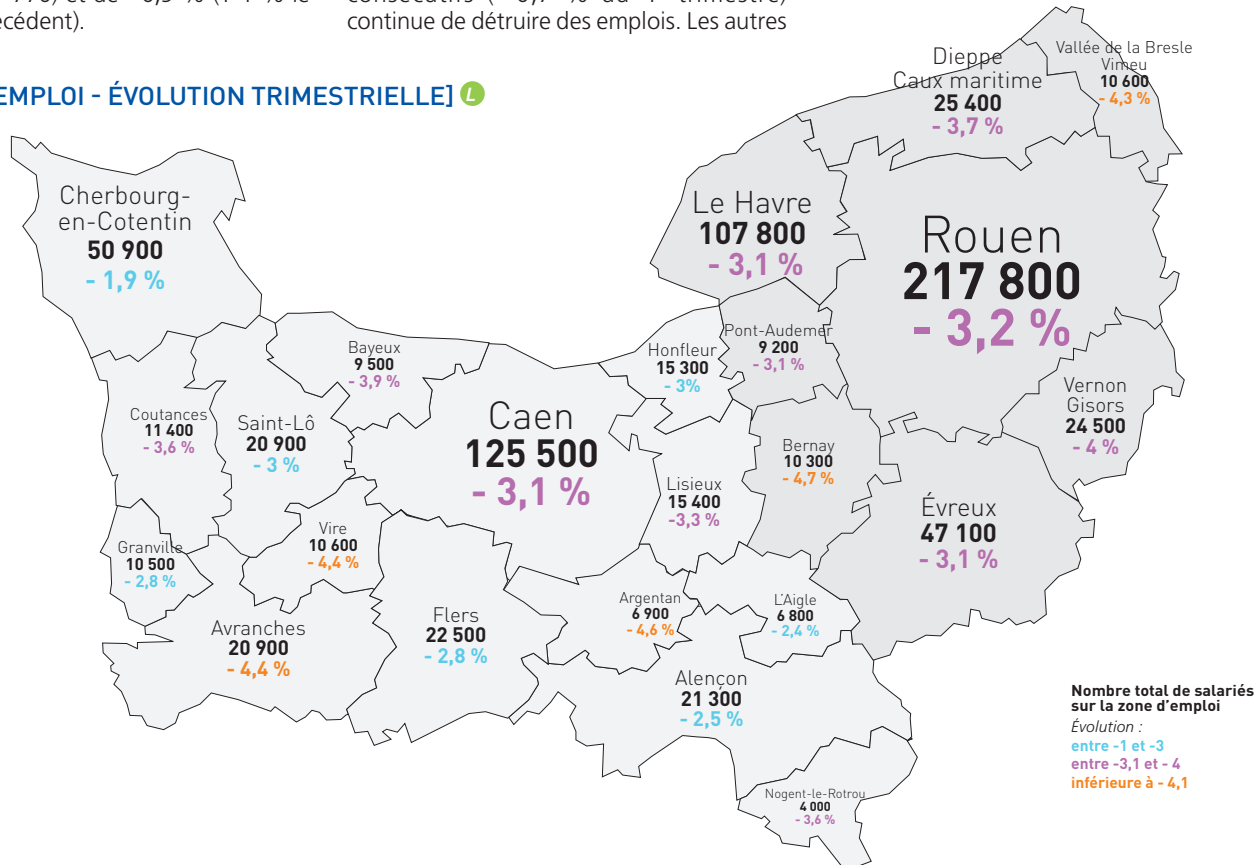 écédent).
continue de détruire des emplois. Les autres
EMPLOI - ÉVOLUTION TRIMESTRIELLE] L
Vallée de la Bresle
Vimeu
10 600
- 4,3 %
Dieppe
Caux maritime
25 400
- 3,7 %
Cherbourg-
en-Cotentin
50 900
- 1,9 %
Le Havre
107 800
- 3,1 %
Rouen
217 800
- 3,2 %
Bayeux
9 500
- 3,9 %
Honfleur
15 300
- 3%
Pont-Audemer
9 200
- 3,1 %
Vernon
Gisors
24 500
- 4 %
Coutances
11 400
- 3,6 %
Saint-Lô
20 900
- 3 %
Caen
125 500
- 3,1 %
Bernay
10 300
- 4,7 %
Lisieux
15 400
-3,3 %
Évreux
47 100
- 3,1 %
Granville
10 500
- 2,8 %
Vire
10 600
- 4,4 %
Avranches
20 900
- 4,4 %
Flers
22 500
- 2,8 %
Argentan
6 900
- 4,6 %
L'Aigle
6 800
- 2,4 %
Alençon
21 300
- 2,5 %
Nogent-le-Rotrou
4 000
- 3,6 %
Nombre total de salariés
sur la zone d'emploi
Évolution :
entre -1 et -3
entre -3,1 et - 4
inférieure à - 4,1